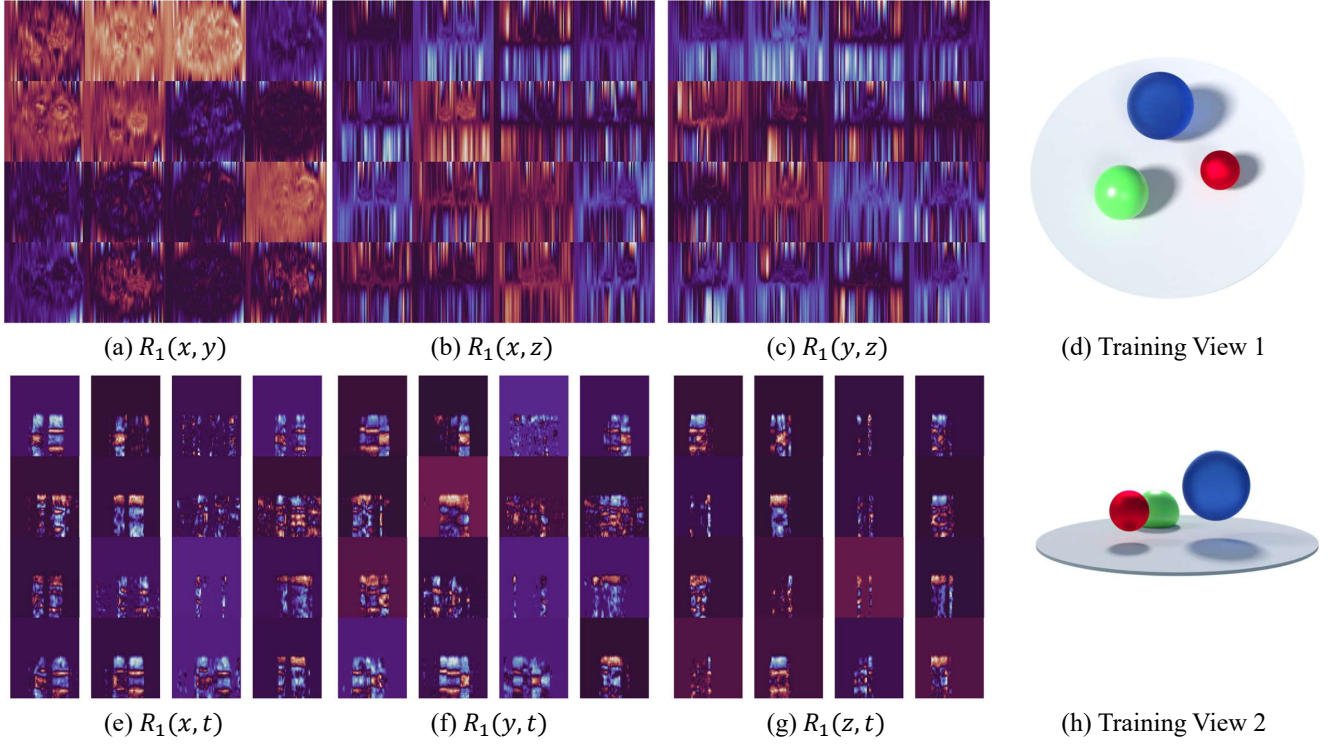 (a) R₁(x, y)
(b) R₁(x, z)
(c) R₁(y, z)
(d) Training View 1
(e) R₁(x, t)
(f) R₁(y, t)
(g) R₁(z, t)
(h) Training View 2